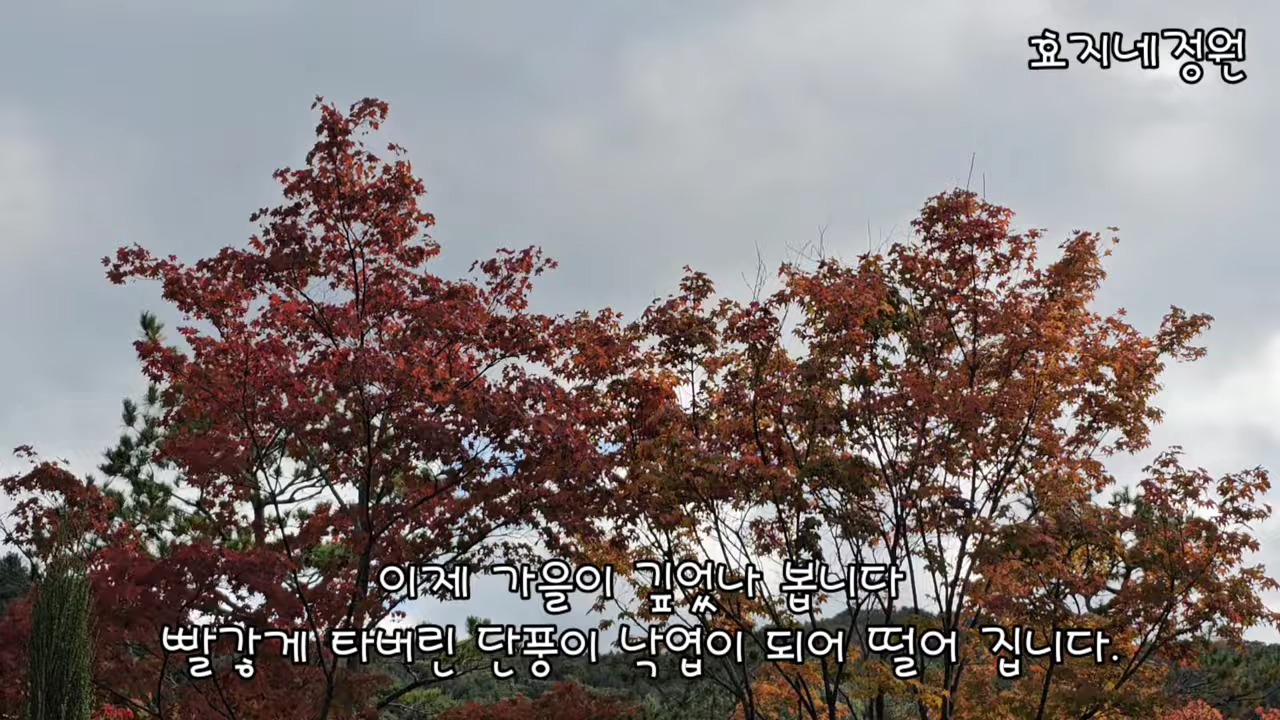 효지네정원
이제 가을이 깊었나 봅니다
빨갛게 타버린 단풍이 낙엽이 되어 떨어 집니다.